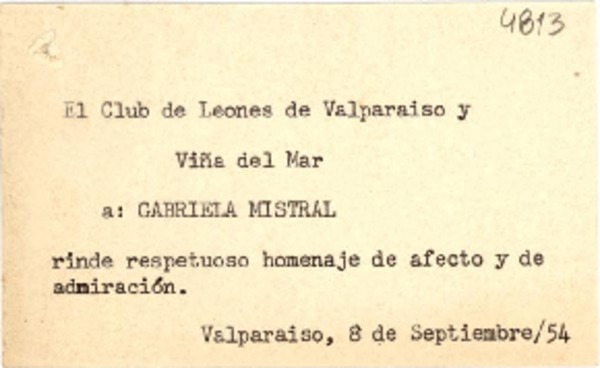 4813
El Club de Leones de Valparaiso y
Viña del Mar
a: GABRIELA MISTRAL
rinde respetuoso homenaje de afecto y de
admiración.
Valparaiso, 8 de Septiembre/54